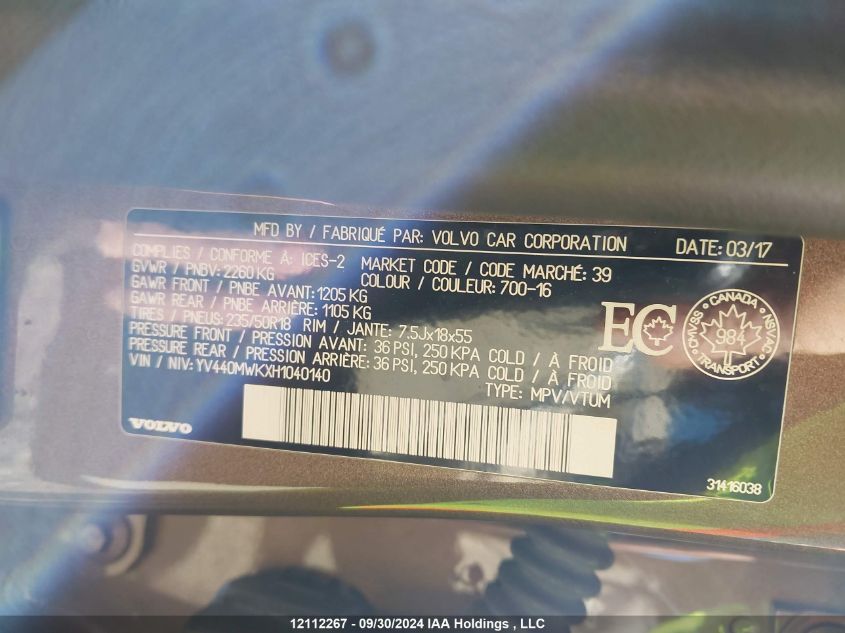 MFD BY / FABRIQUÉ PAR: VOLVO CAR CORPORATION DATE: 03/17
COMPLIES / CONFORME À: ICES-2 MARKET CODE / CODE MARCHÉ: 39
GVWR / PNBV: 2260 KG COLOUR / COULEUR: 700-16
GAWR FRONT / PNBE AVANT: 1205 KG
GAWR REAR / PNBE ARRIÈRE: 1105 KG
TIRES / PNEUS: 235/50R18 RIM / JANTE: 7.5Jx18x55
PRESSURE FRONT / PRESSION AVANT: 36 PSI, 250 KPA COLD / À FROID
PRESSURE REAR / PRESSION ARRIÈRE: 36 PSI, 250 KPA COLD / À FROID
VIN / NIV: YV440MWKXH1040140 TYPE: MPV/VTUM
EC
CANADA
SSVNC
984
NSVAC
TRANSPORT
VOLVO
31416038
12112267 - 09/30/2024 IAA Holdings , LLC